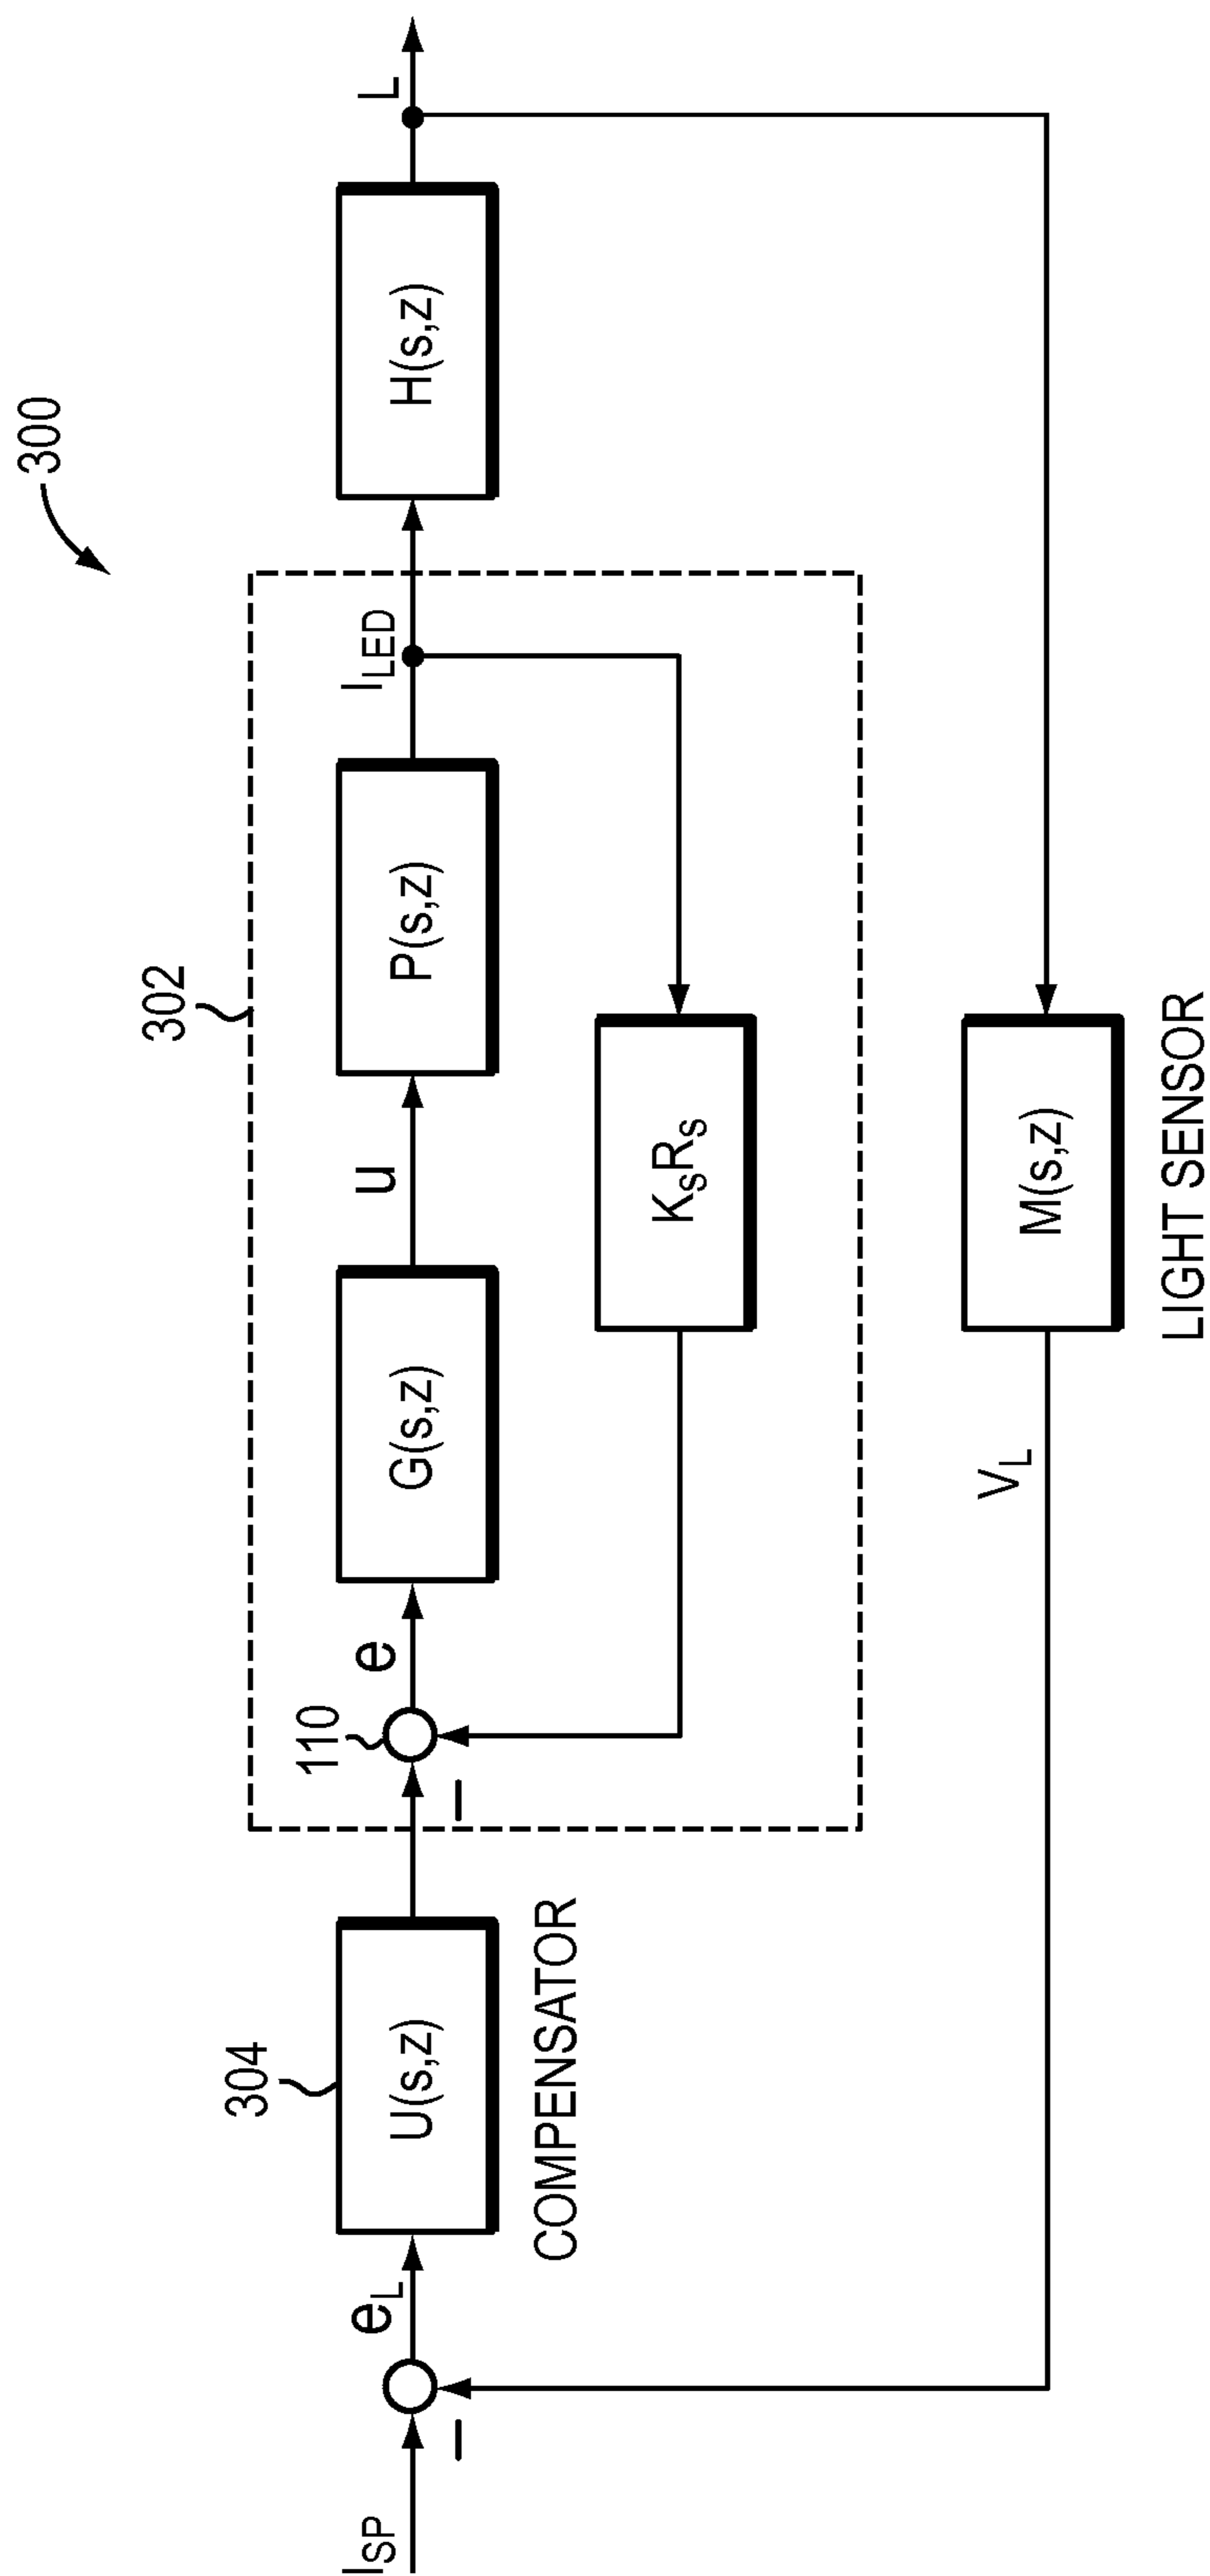 300
302
304
110
I_SP
e_L
U(s,z)
COMPENSATOR
e
G(s,z)
u
P(s,z)
I_LED
H(s,z)
L
K_SR_S
V_L
M(s,z)
LIGHT SENSOR
–
–